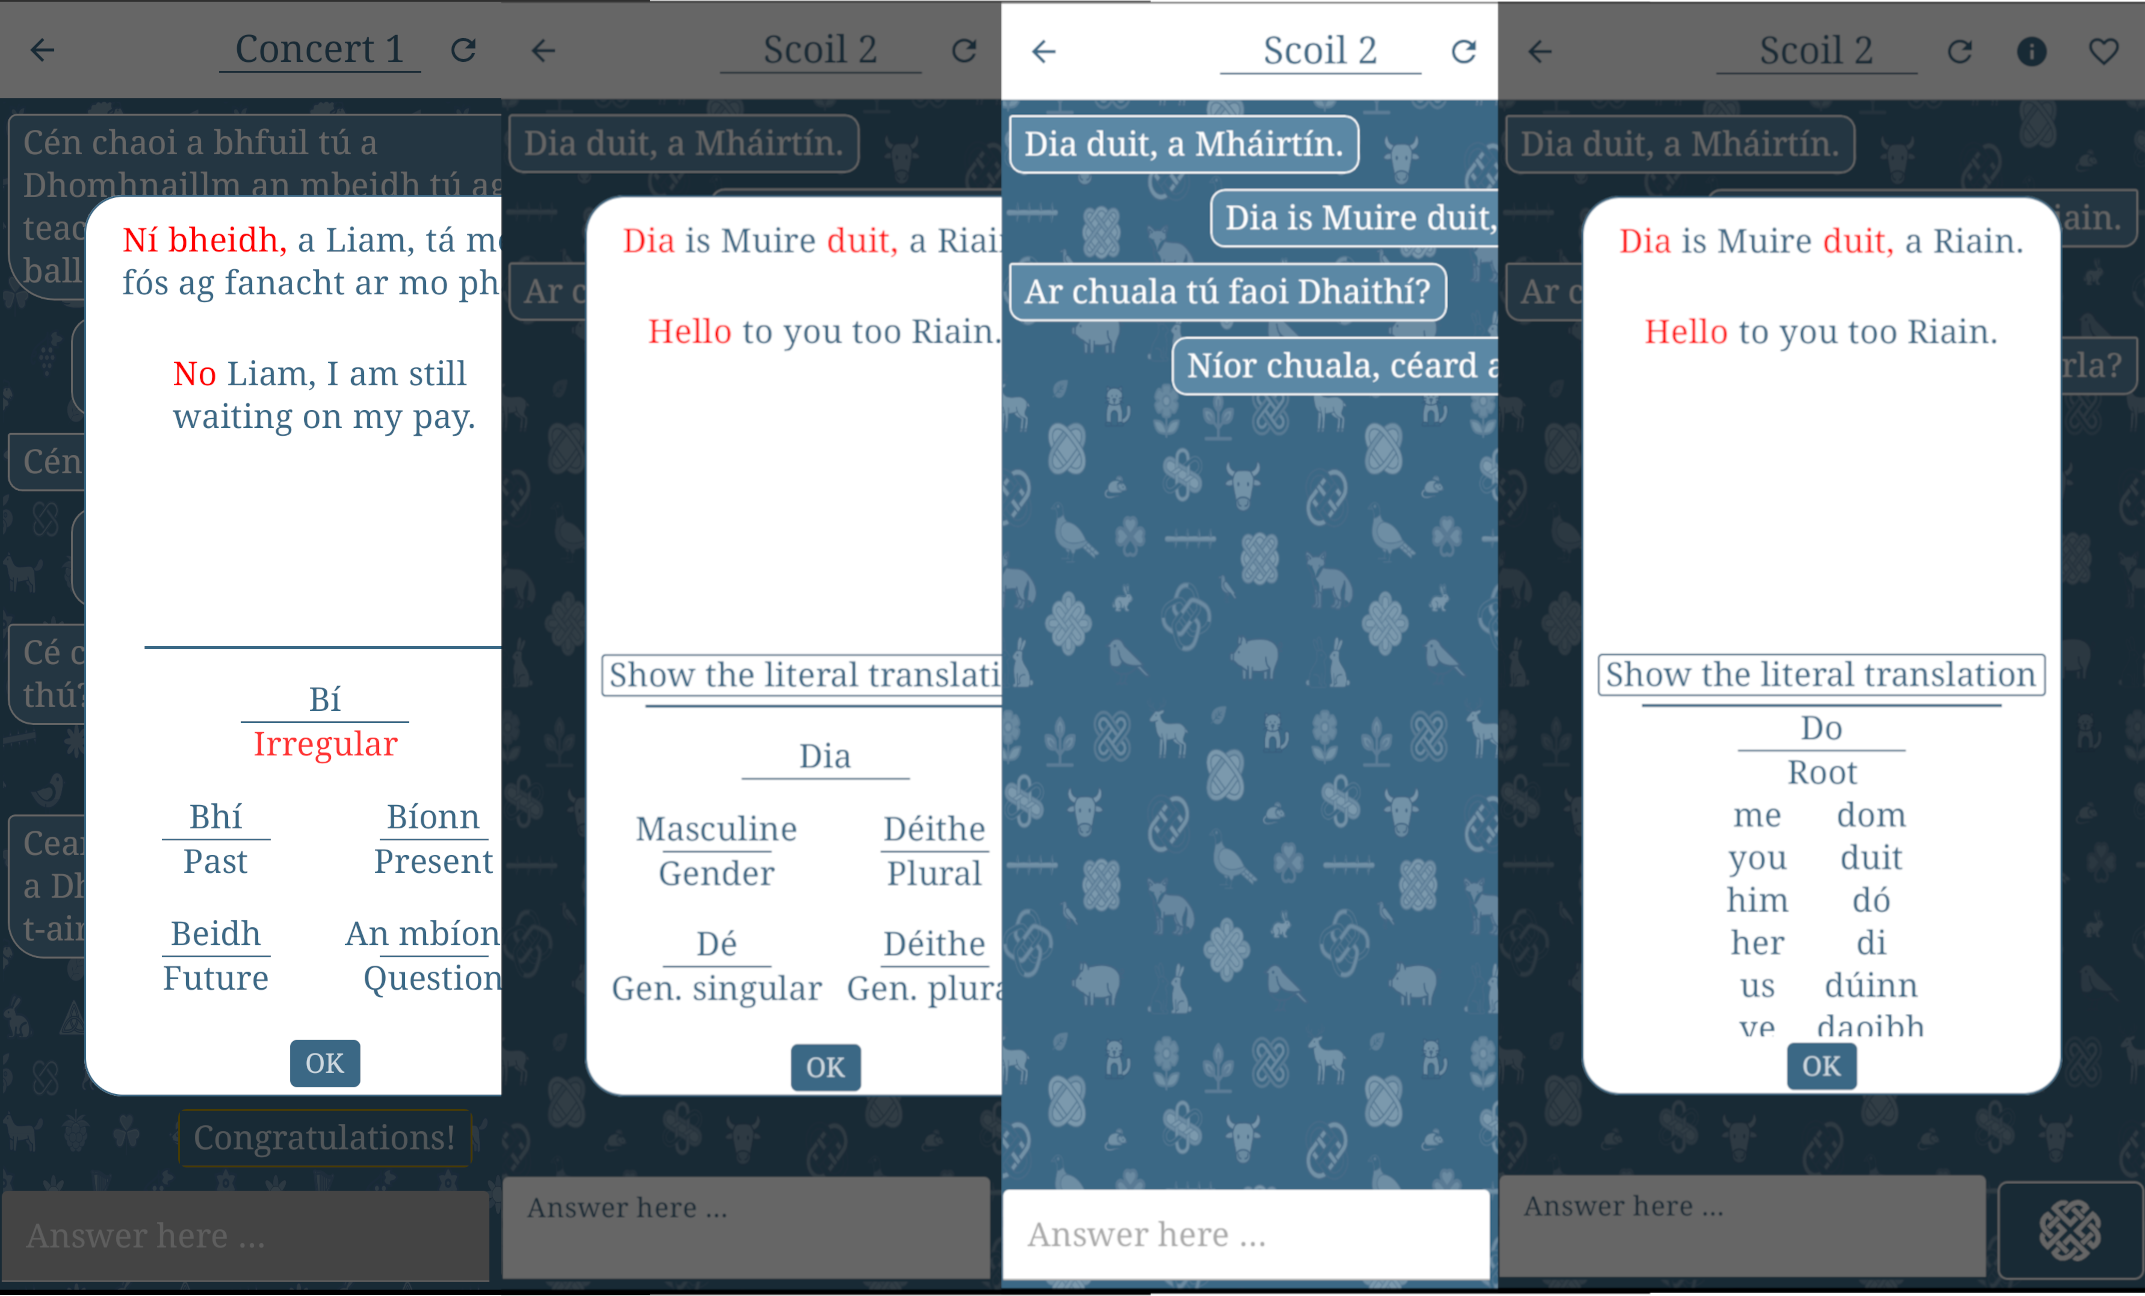 Concert 1
Cén chaoi a bhfuil tú a
Dhomhnaillm an mbeidh tú ag
teac
ball
Ní bheidh, a Liam, tá mo
fós ag fanacht ar mo ph
No Liam, I am still
waiting on my pay.
Cén
Cé c
thú?
Cear
a Dh
t-air
Bí
Irregular
Bhí
Past
Bíonn
Present
Beidh
Future
An mbíon
Question
OK
Congratulations!
Answer here ...
Scoil 2
Dia duit, a Mháirtín.
Ar c
Dia is Muire duit, a Riai
Hello to you too Riain.
Show the literal translati
Dia
Masculine
Gender
Déithe
Plural
Dé
Gen. singular
Déithe
Gen. plura
OK
Answer here ...
Scoil 2
Dia duit, a Mháirtín.
Dia is Muire duit,
Ar chuala tú faoi Dhaithí?
Níor chuala, céard a
Answer here ...
Scoil 2
Dia duit, a Mháirtín.
iain.
Ar c
rla?
Dia is Muire duit, a Riain.
Hello to you too Riain.
Show the literal translation
Do
Root
me dom
you duit
him dó
her di
us dúinn
ye daoibh
OK
Answer here ...